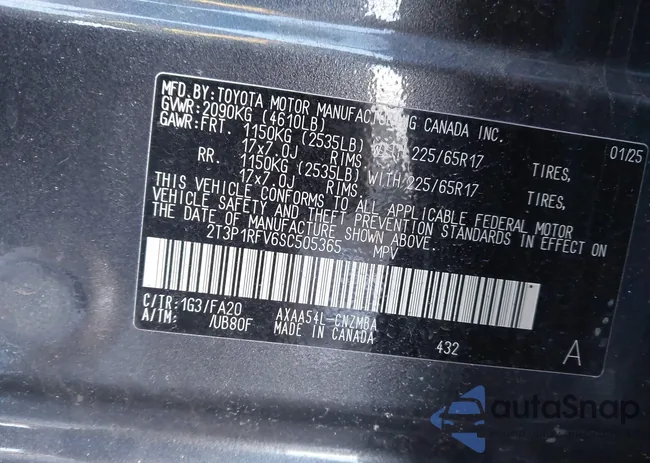 MFD. BY: TOYOTA MOTOR MANUFACTURING CANADA INC.
GVWR: 2090KG (4610LB) 01/25
GAWR: FRT. 1150KG (2535LB) WITH 225/65R17 TIRES,
17x7.0J RIMS
RR. 1150KG (2535LB) WITH 225/65R17 TIRES,
17x7.0J RIMS.
THIS VEHICLE CONFORMS TO ALL APPLICABLE FEDERAL MOTOR
VEHICLE SAFETY AND THEFT PREVENTION STANDARDS IN EFFECT ON
THE DATE OF MANUFACTURE SHOWN ABOVE.
2T3P1RFV6SC505365 MPV
C/TR: 1G3/FA20 AXAA54L-CNZMBA
A/TM: /UB80F MADE IN CANADA 432 A
autoSnap